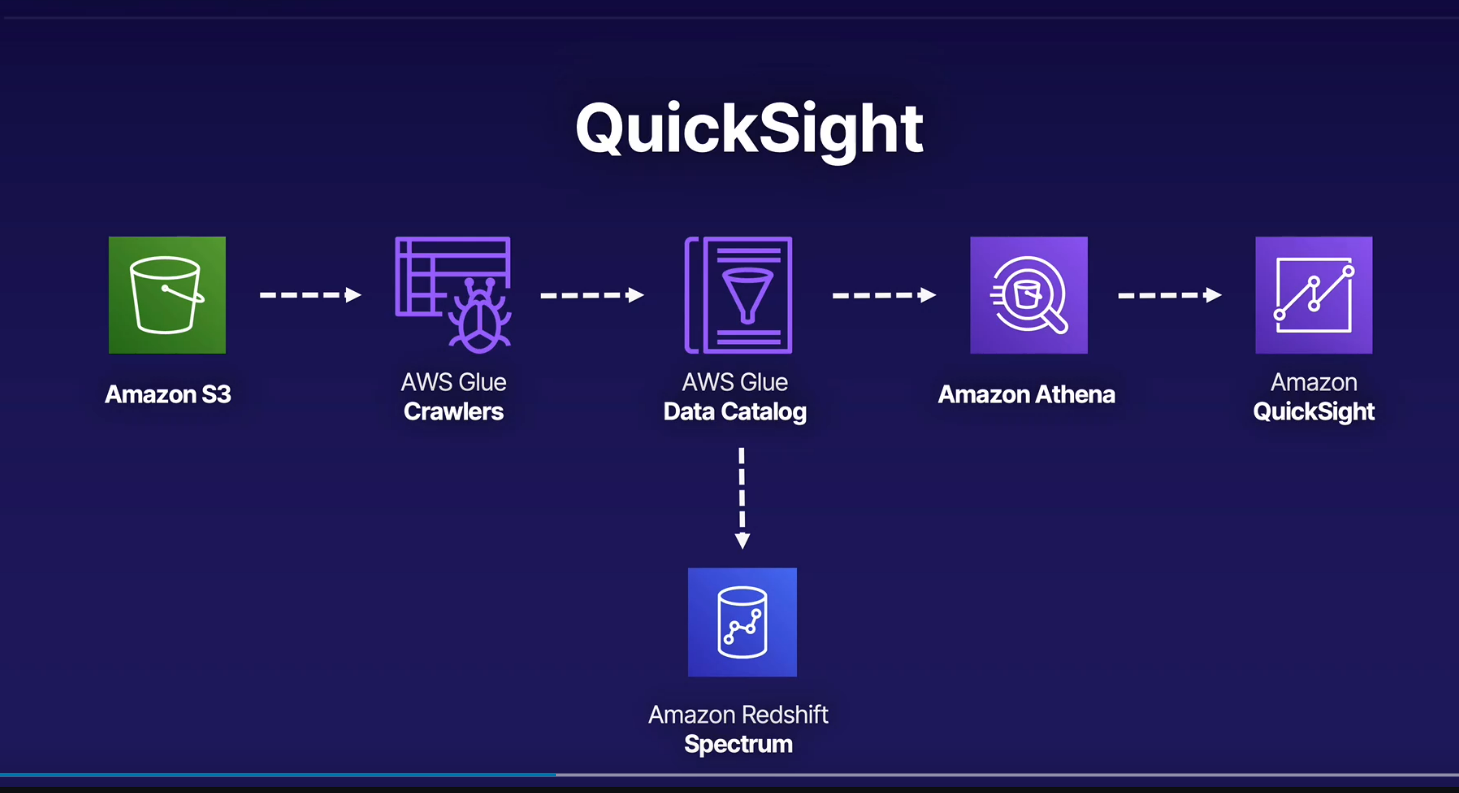 QuickSight
Amazon S3
AWS Glue
Crawlers
AWS Glue
Data Catalog
Amazon Athena
Amazon
QuickSight
Amazon Redshift
Spectrum